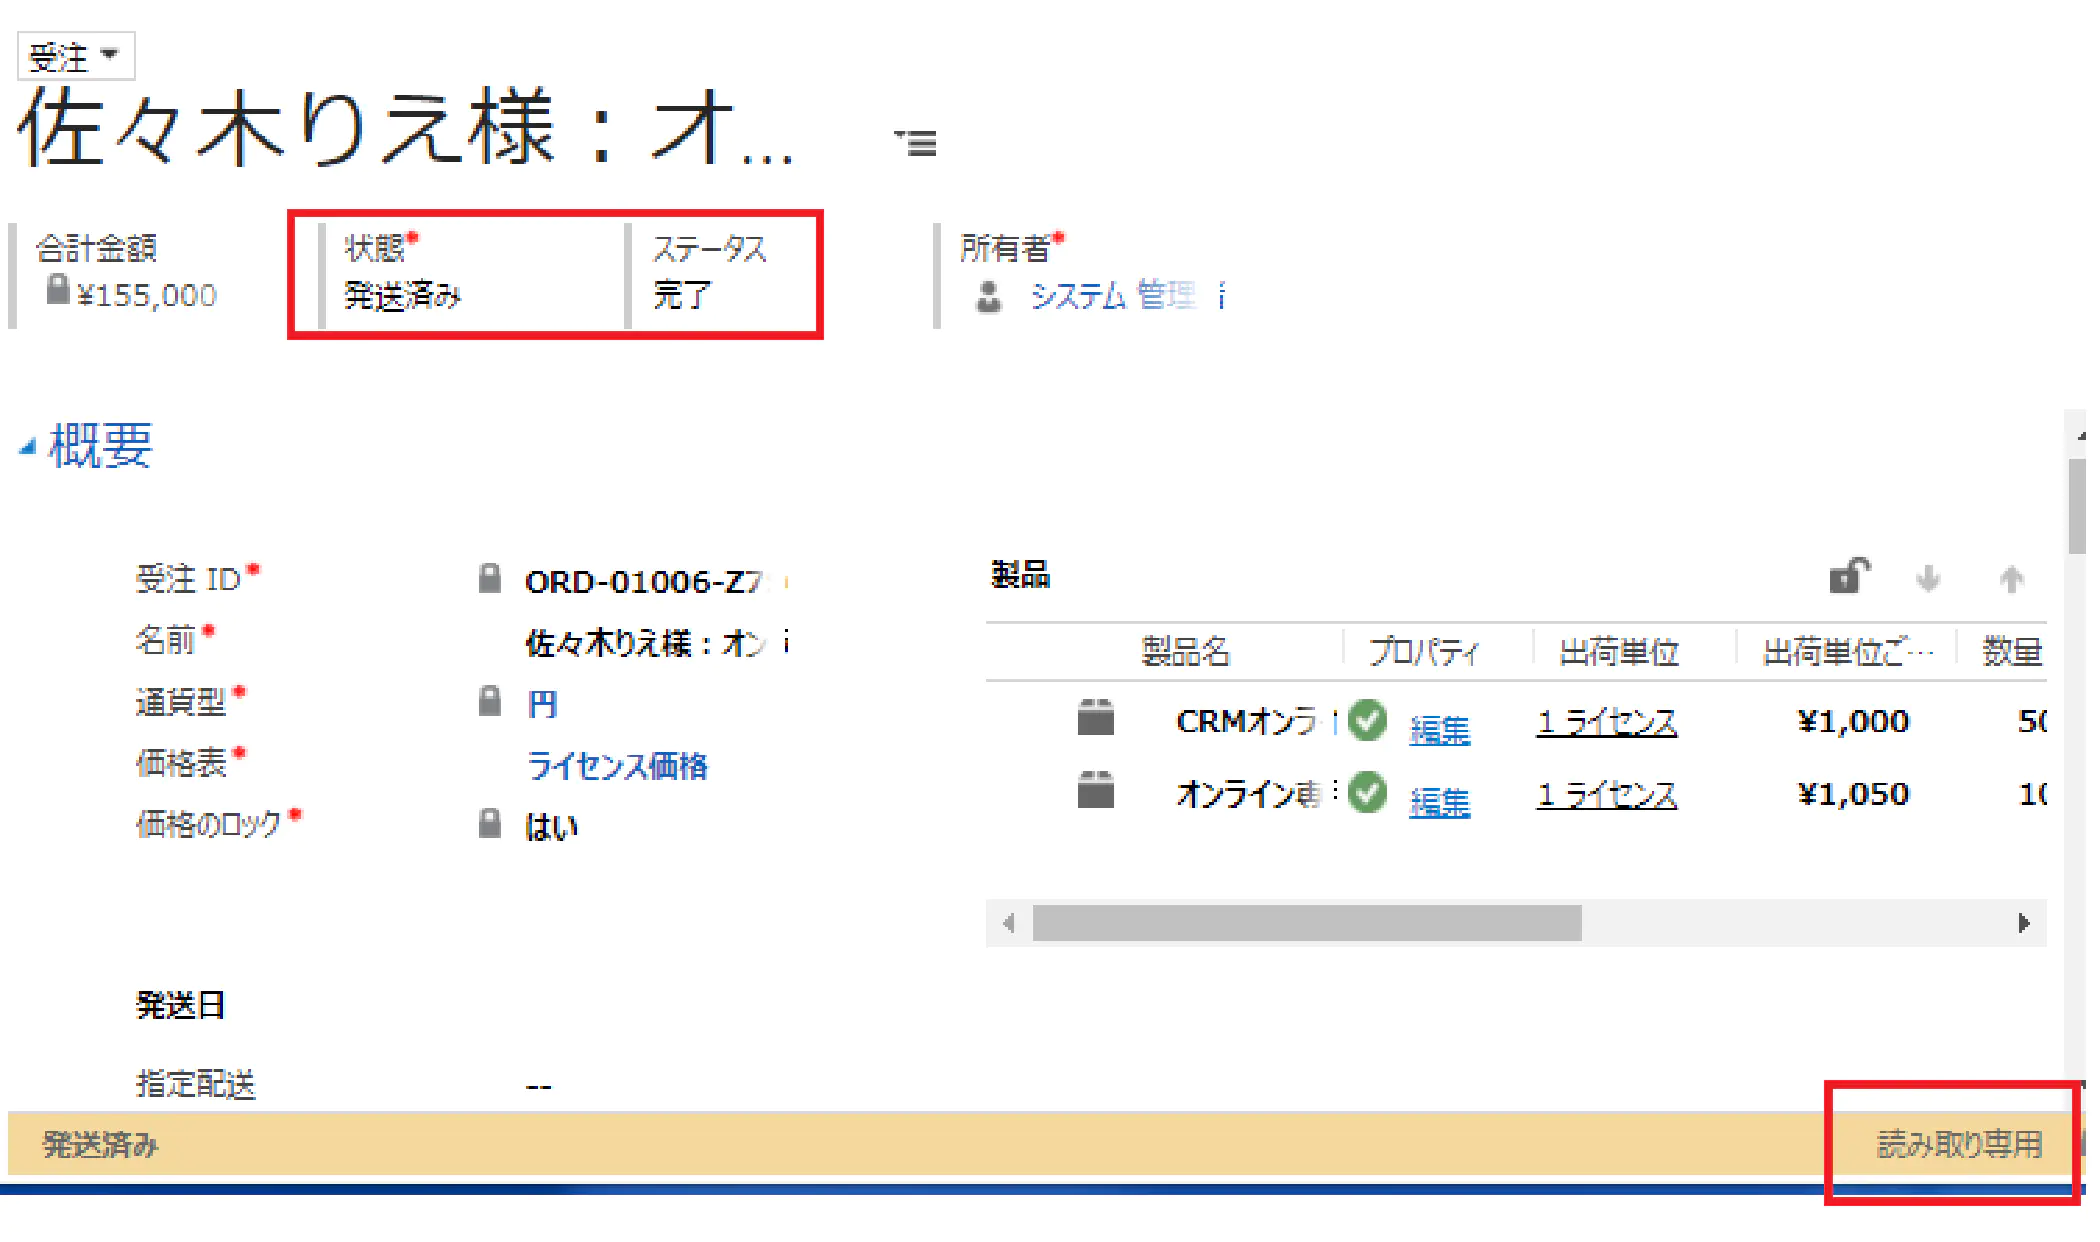 受注
佐々木りえ様：オ...
合計金額 状態* ステータス 所有者*
¥155,000 発送済み 完了 システム 管理
概要
受注 ID* ORD-01006-Z7
名前* 佐々木りえ様：オン
通貨型* 円
価格表* ライセンス価格
価格のロック* はい
製品
製品名 プロパティ 出荷単位 出荷単位ご… 数量
CRMオンラ 編集 1 ライセンス ¥1,000
オンライン専 編集 1 ライセンス ¥1,050
発送日
指定配送 --
発送済み 読み取り専用